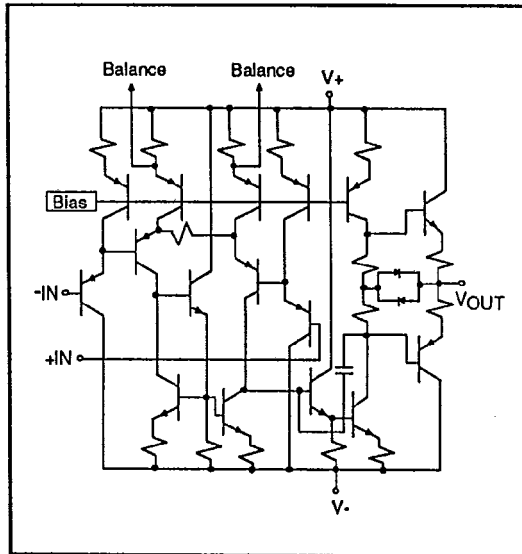 Balance
Balance
V+
Bias
-IN
VOUT
+IN
V-